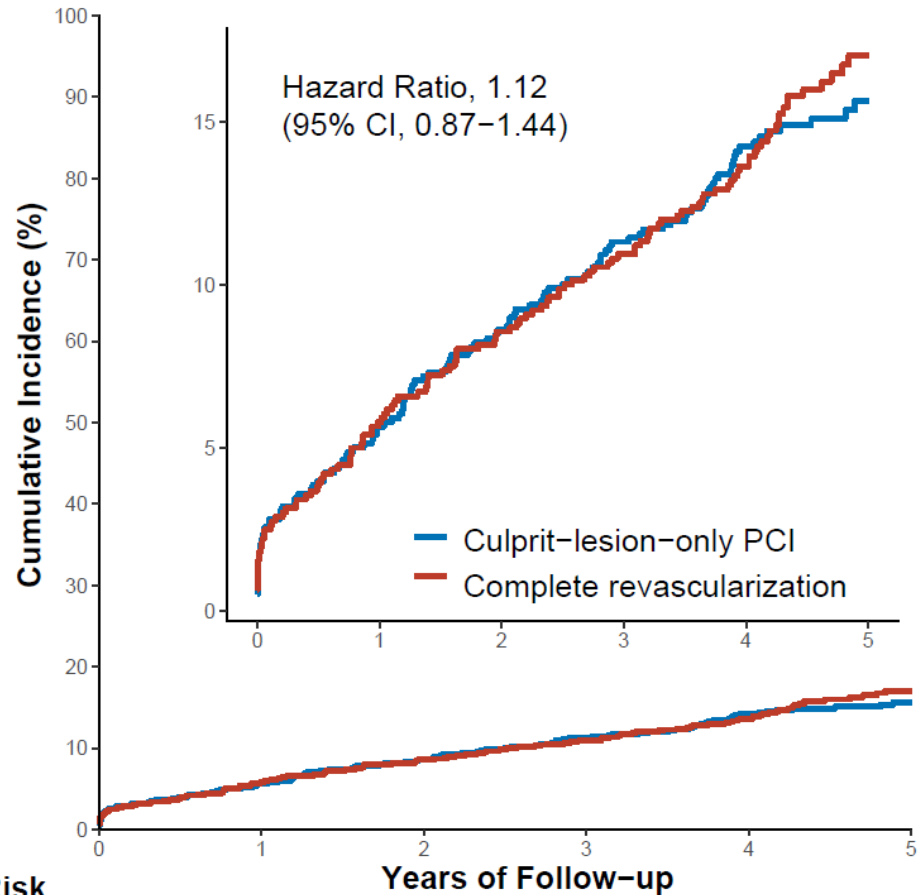 100
90
80
70
60
50
40
30
20
10
0
Cumulative Incidence (%)
15
10
5
0
Hazard Ratio, 1.12
(95% CI, 0.87−1.44)
Culprit−lesion−only PCI
Complete revascularization
0 1 2 3 4 5
0 1 2 3 4 5
Years of Follow−up
Risk